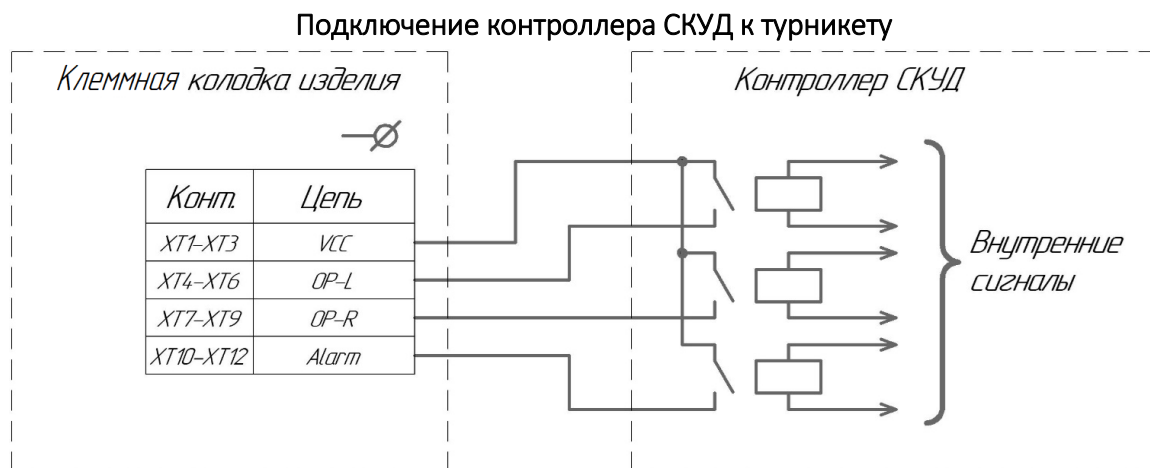 Подключение контроллера СКУД к турникету
Клеммная колодка изделия
Контроллер СКУД
Конт. Цепь
XT1-XT3 VCC
XT4-XT6 OP-L
XT7-XT9 OP-R
XT10-XT12 Alarm
Внутренние
сигналы